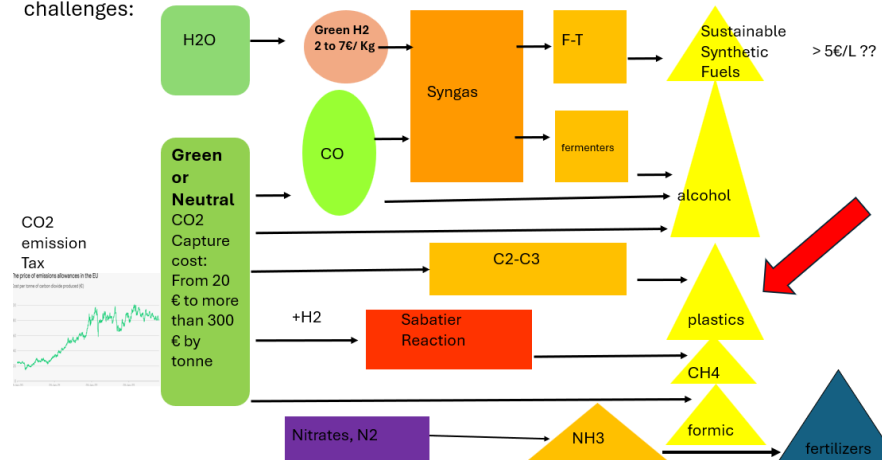 challenges:
H2O
Green H2
2 to 7€/ Kg
Syngas
F-T
Sustainable
Synthetic
Fuels
> 5€/L ??
CO
fermenters
alcohol
Green
or
Neutral
CO2
Capture
cost:
From 20
€ to more
than 300
€ by
tonne
CO2
emission
Tax
The price of emissions allowances in the EU
C2-C3
plastics
+H2
Sabatier
Reaction
CH4
formic
Nitrates, N2
NH3
fertilizers